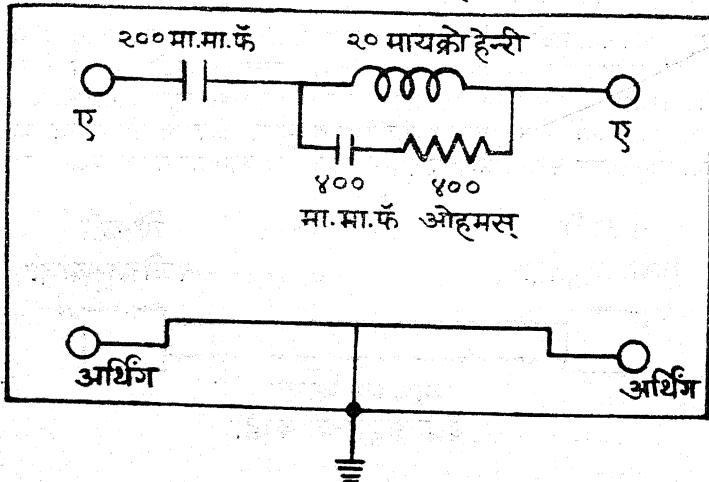 २०० मा.मा.फॅ २० मायक्रो हेन्री
ए ए
४०० ४००
मा.मा.फॅ ओहमस्
अर्थिंग अर्थिंग